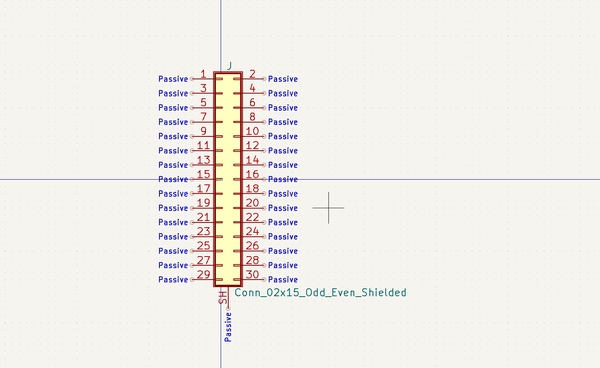 J
Passive 1 2 Passive
Passive 3 4 Passive
Passive 5 6 Passive
Passive 7 8 Passive
Passive 9 10 Passive
Passive 11 12 Passive
Passive 13 14 Passive
Passive 15 16 Passive
Passive 17 18 Passive
Passive 19 20 Passive
Passive 21 22 Passive
Passive 23 24 Passive
Passive 25 26 Passive
Passive 27 28 Passive
Passive 29 30 Passive
SH
Conn_02x15_Odd_Even_Shielded
Passive